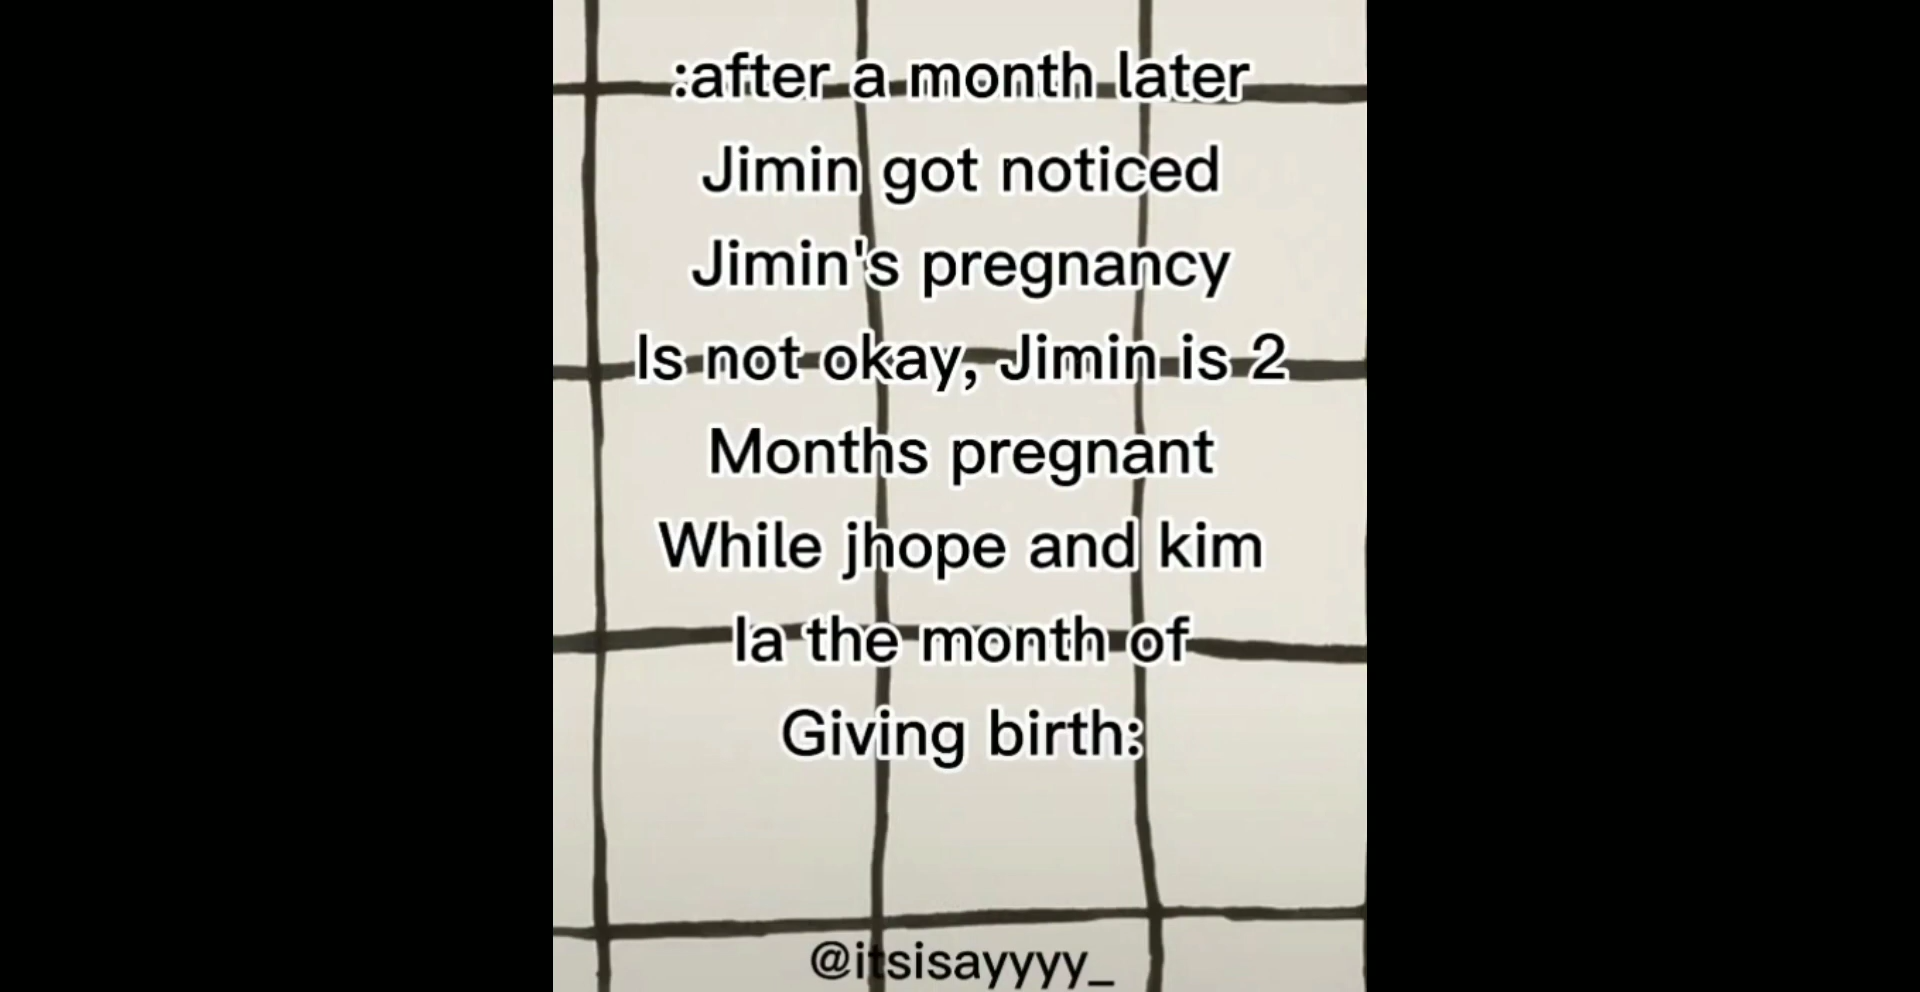 :after a month later
Jimin got noticed
Jimin's pregnancy
Is not okay, Jimin is 2
Months pregnant
While jhope and kim
Ia the month of
Giving birth:
@itsisayyyy_